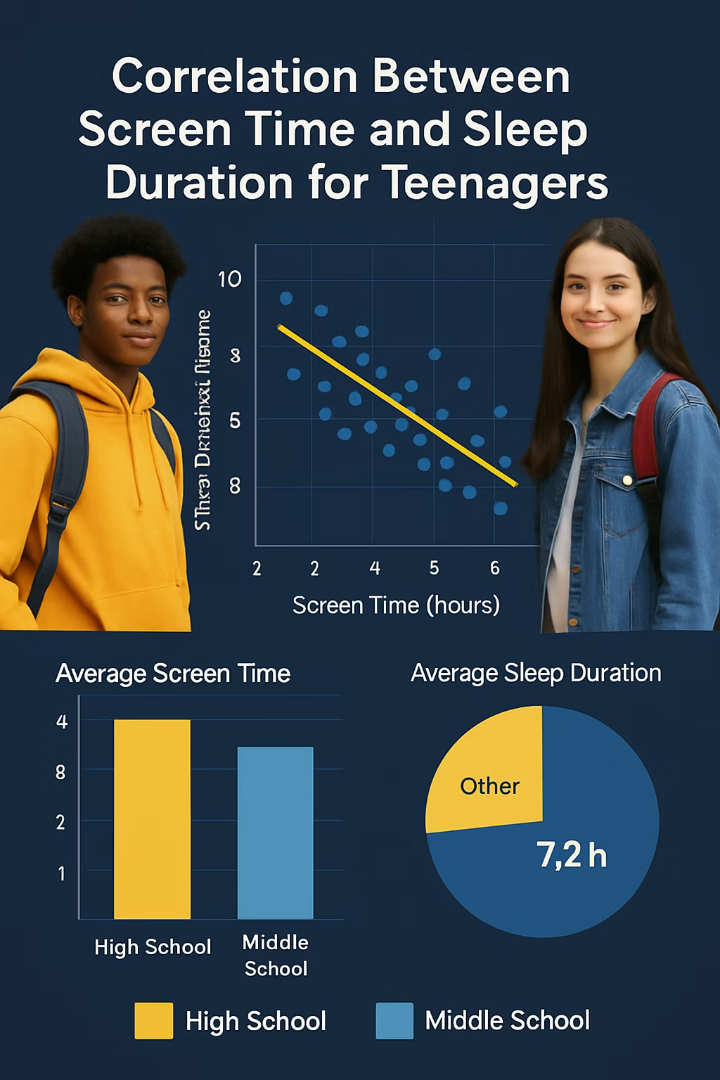 Correlation Between
Screen Time and Sleep
Duration for Teenagers
10
8
6
8
2
2
4
5
6
Screen Time (hours)
Average Screen Time
4
8
2
1
High School
Middle
School
Average Sleep Duration
Other
7,2 h
High School
Middle School